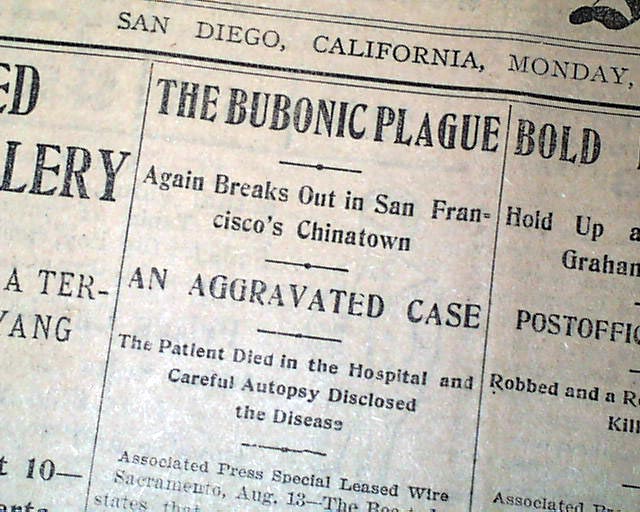 SAN DIEGO, CALIFORNIA, MONDAY,
ED
LERY
A TER-
YANG
t 10—
THE BUBONIC PLAGUE
Again Breaks Out in San Fran-
cisco's Chinatown
AN AGGRAVATED CASE
The Patient Died in the Hospital and
Careful Autopsy Disclosed
the Disease
Associated Press Special Leased Wire
Sacramento, Aug. 13—The
states that
BOLD
Hold Up a
Graham
POSTOFFIC
Robbed and a R
Kill
Associated